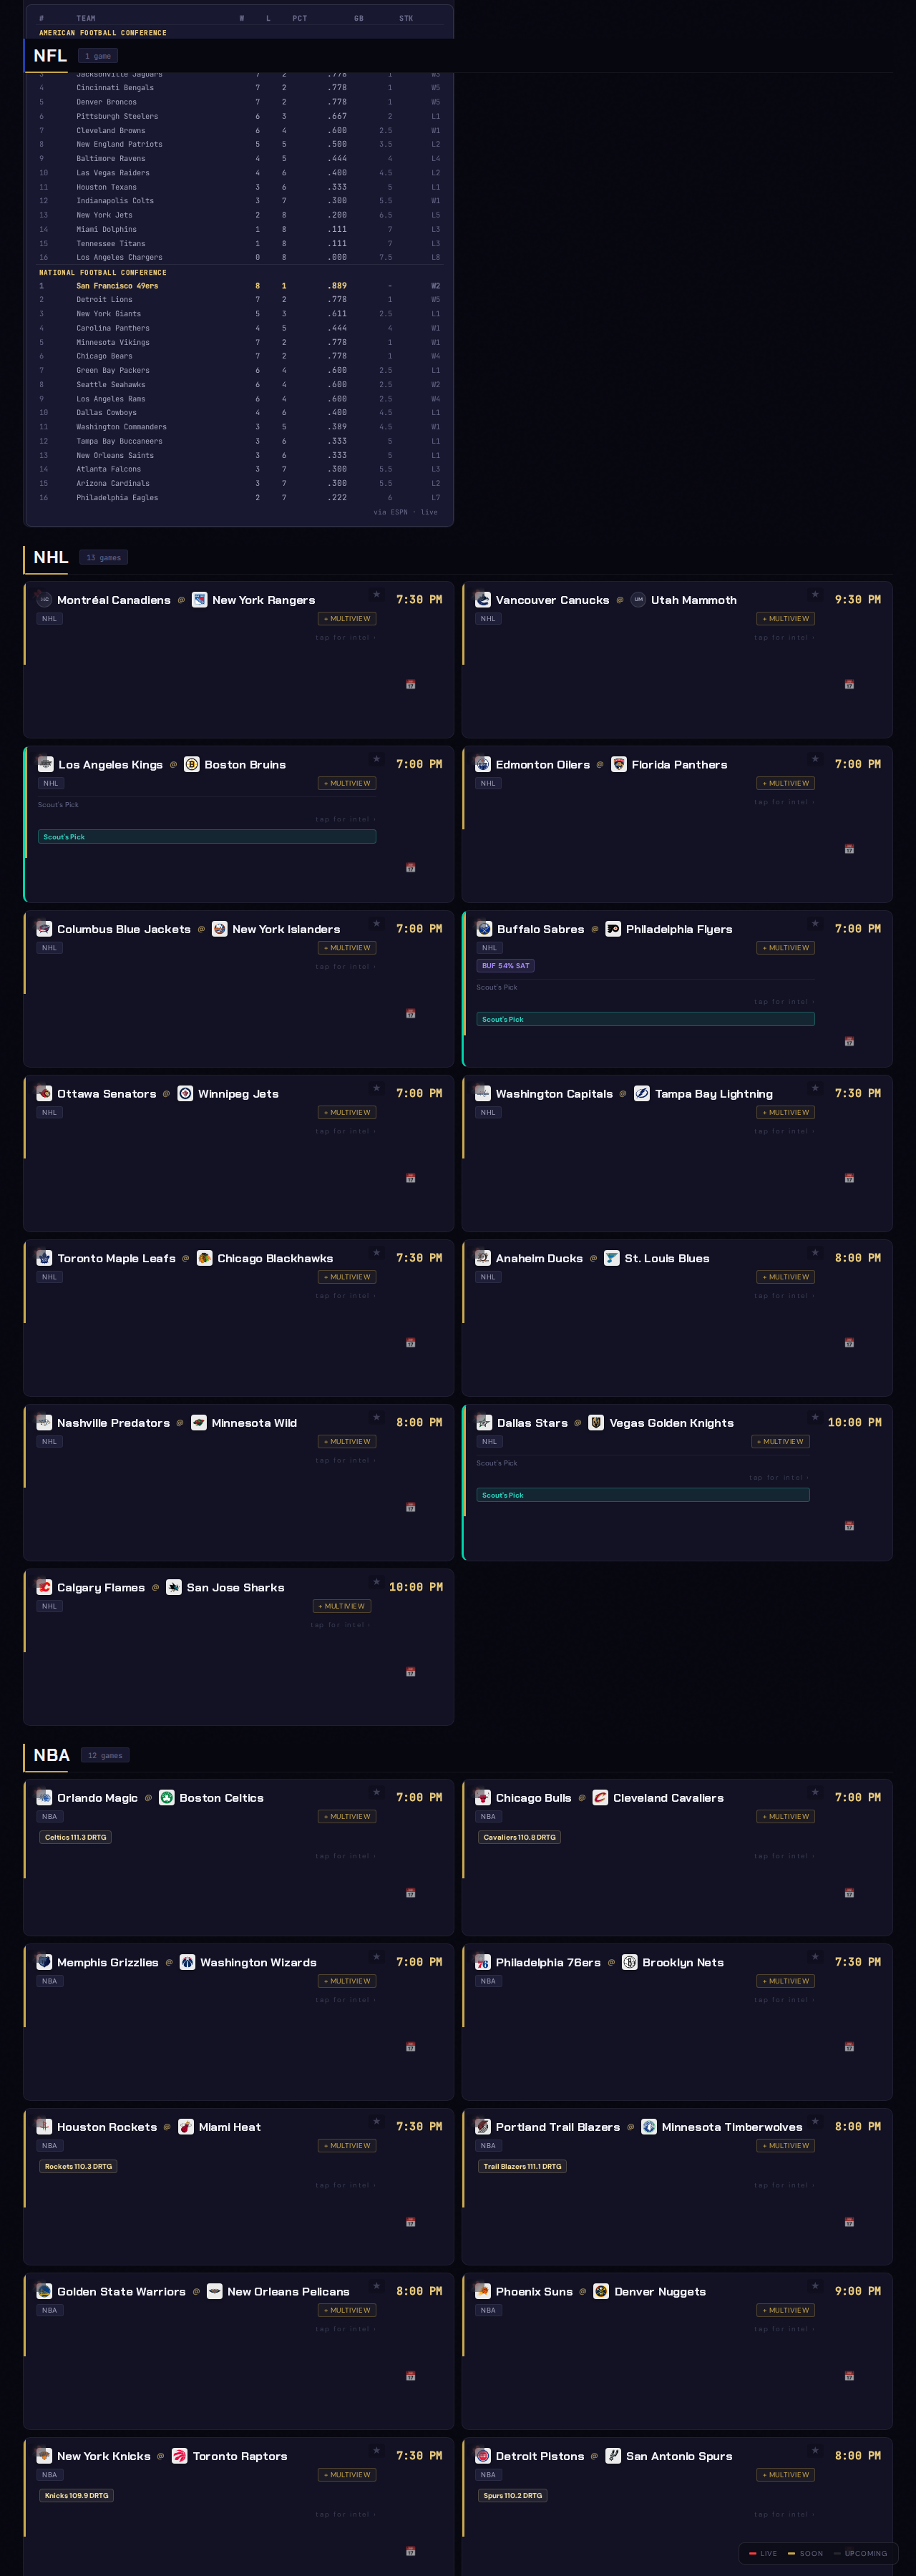 # TEAM W L PCT GB STK
AMERICAN FOOTBALL CONFERENCE
NFL 1 game
3 Jacksonville Jaguars 7 2 .778 1 W3
4 Cincinnati Bengals 7 2 .778 1 W5
5 Denver Broncos 7 2 .778 1 W5
6 Pittsburgh Steelers 6 3 .667 2 L1
7 Cleveland Browns 6 4 .600 2.5 W1
8 New England Patriots 5 5 .500 3.5 L2
9 Baltimore Ravens 4 5 .444 4 L4
10 Las Vegas Raiders 4 6 .400 4.5 L2
11 Houston Texans 3 6 .333 5 L1
12 Indianapolis Colts 3 7 .300 5.5 W1
13 New York Jets 2 8 .200 6.5 L5
14 Miami Dolphins 1 8 .111 7 L3
15 Tennessee Titans 1 8 .111 7 L3
16 Los Angeles Chargers 0 8 .000 7.5 L8
NATIONAL FOOTBALL CONFERENCE
1 San Francisco 49ers 8 1 .889 - W2
2 Detroit Lions 7 2 .778 1 W5
3 New York Giants 5 3 .611 2.5 L1
4 Carolina Panthers 4 5 .444 4 W1
5 Minnesota Vikings 7 2 .778 1 W1
6 Chicago Bears 7 2 .778 1 W4
7 Green Bay Packers 6 4 .600 2.5 L1
8 Seattle Seahawks 6 4 .600 2.5 W2
9 Los Angeles Rams 6 4 .600 2.5 W4
10 Dallas Cowboys 4 6 .400 4.5 L1
11 Washington Commanders 3 5 .389 4.5 W1
12 Tampa Bay Buccaneers 3 6 .333 5 L1
13 New Orleans Saints 3 6 .333 5 L1
14 Atlanta Falcons 3 7 .300 5.5 L3
15 Arizona Cardinals 3 7 .300 5.5 L2
16 Philadelphia Eagles 2 7 .222 6 L7
via ESPN · live
NHL 13 games
MC Montréal Canadiens @ New York Rangers ★ 7:30 PM
NHL + MULTIVIEW
tap for intel ›
Vancouver Canucks @ UM Utah Mammoth ★ 9:30 PM
NHL + MULTIVIEW
tap for intel ›
Los Angeles Kings @ Boston Bruins ★ 7:00 PM
NHL + MULTIVIEW
Scout's Pick
tap for intel ›
Scout's Pick
Edmonton Oilers @ Florida Panthers ★ 7:00 PM
NHL + MULTIVIEW
tap for intel ›
Columbus Blue Jackets @ New York Islanders ★ 7:00 PM
NHL + MULTIVIEW
tap for intel ›
Buffalo Sabres @ Philadelphia Flyers ★ 7:00 PM
NHL + MULTIVIEW
BUF 54% SAT
Scout's Pick
tap for intel ›
Scout's Pick
Ottawa Senators @ Winnipeg Jets ★ 7:00 PM
NHL + MULTIVIEW
tap for intel ›
Washington Capitals @ Tampa Bay Lightning ★ 7:30 PM
NHL + MULTIVIEW
tap for intel ›
Toronto Maple Leafs @ Chicago Blackhawks ★ 7:30 PM
NHL + MULTIVIEW
tap for intel ›
Anaheim Ducks @ St. Louis Blues ★ 8:00 PM
NHL + MULTIVIEW
tap for intel ›
Nashville Predators @ Minnesota Wild ★ 8:00 PM
NHL + MULTIVIEW
tap for intel ›
Dallas Stars @ Vegas Golden Knights ★ 10:00 PM
NHL + MULTIVIEW
Scout's Pick
tap for intel ›
Scout's Pick
Calgary Flames @ San Jose Sharks ★ 10:00 PM
NHL + MULTIVIEW
tap for intel ›
NBA 12 games
Orlando Magic @ Boston Celtics ★ 7:00 PM
NBA + MULTIVIEW
Celtics 111.3 DRTG
tap for intel ›
Chicago Bulls @ Cleveland Cavaliers ★ 7:00 PM
NBA + MULTIVIEW
Cavaliers 110.8 DRTG
tap for intel ›
Memphis Grizzlies @ Washington Wizards ★ 7:00 PM
NBA + MULTIVIEW
tap for intel ›
Philadelphia 76ers @ Brooklyn Nets ★ 7:30 PM
NBA + MULTIVIEW
tap for intel ›
Houston Rockets @ Miami Heat ★ 7:30 PM
NBA + MULTIVIEW
Rockets 110.3 DRTG
tap for intel ›
Portland Trail Blazers @ Minnesota Timberwolves ★ 8:00 PM
NBA + MULTIVIEW
Trail Blazers 111.1 DRTG
tap for intel ›
Golden State Warriors @ New Orleans Pelicans ★ 8:00 PM
NBA + MULTIVIEW
tap for intel ›
Phoenix Suns @ Denver Nuggets ★ 9:00 PM
NBA + MULTIVIEW
tap for intel ›
New York Knicks @ Toronto Raptors ★ 7:30 PM
NBA + MULTIVIEW
Knicks 109.9 DRTG
tap for intel ›
Detroit Pistons @ San Antonio Spurs ★ 8:00 PM
NBA + MULTIVIEW
Spurs 110.2 DRTG
tap for intel ›
LIVE SOON UPCOMING